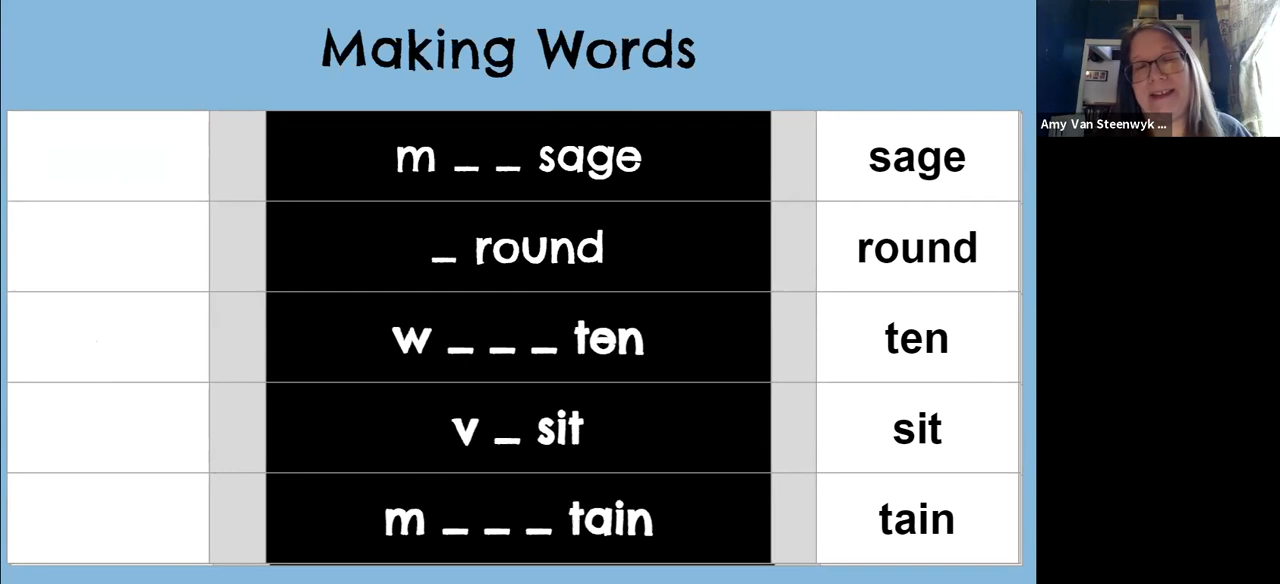 Making Words
m _ _ sage sage
_ round round
w _ _ _ ten ten
v _ sit sit
m _ _ _ tain tain
Amy Van Steenwyk ...